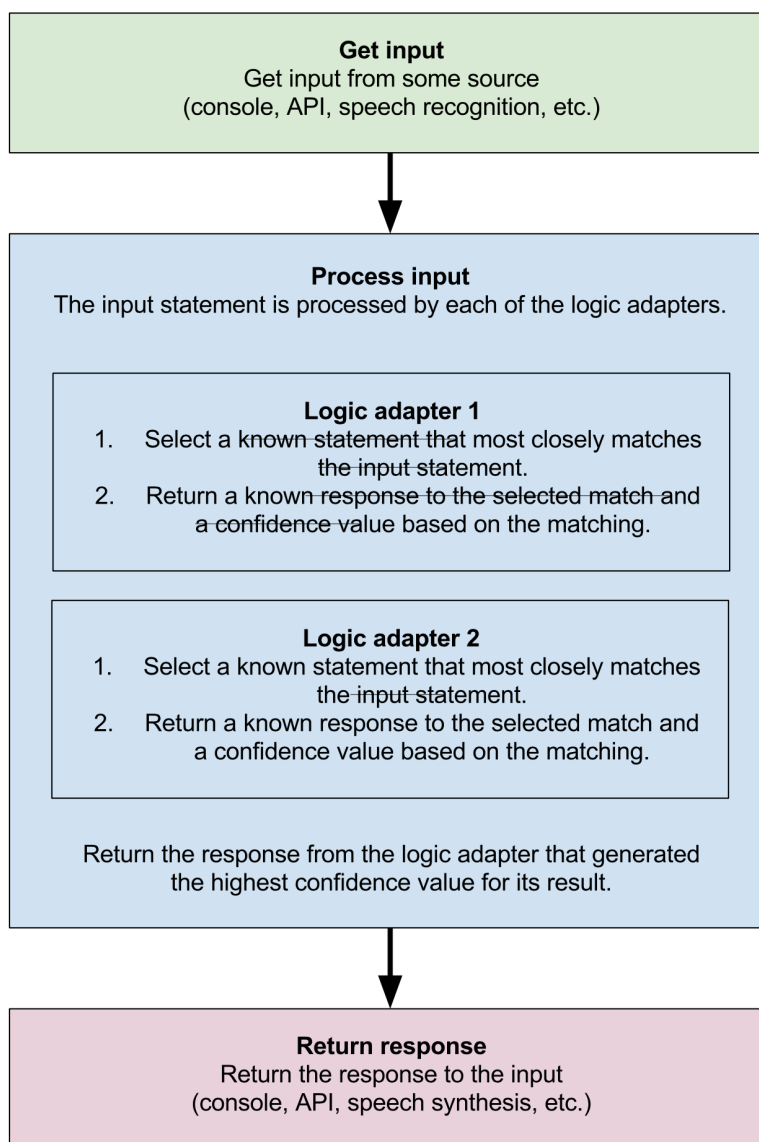 Get input
Get input from some source
(console, API, speech recognition, etc.)
Process input
The input statement is processed by each of the logic adapters.
Logic adapter 1
1. Select a known statement that most closely matches
the input statement.
2. Return a known response to the selected match and
a confidence value based on the matching.
Logic adapter 2
1. Select a known statement that most closely matches
the input statement.
2. Return a known response to the selected match and
a confidence value based on the matching.
Return the response from the logic adapter that generated
the highest confidence value for its result.
Return response
Return the response to the input
(console, API, speech synthesis, etc.)